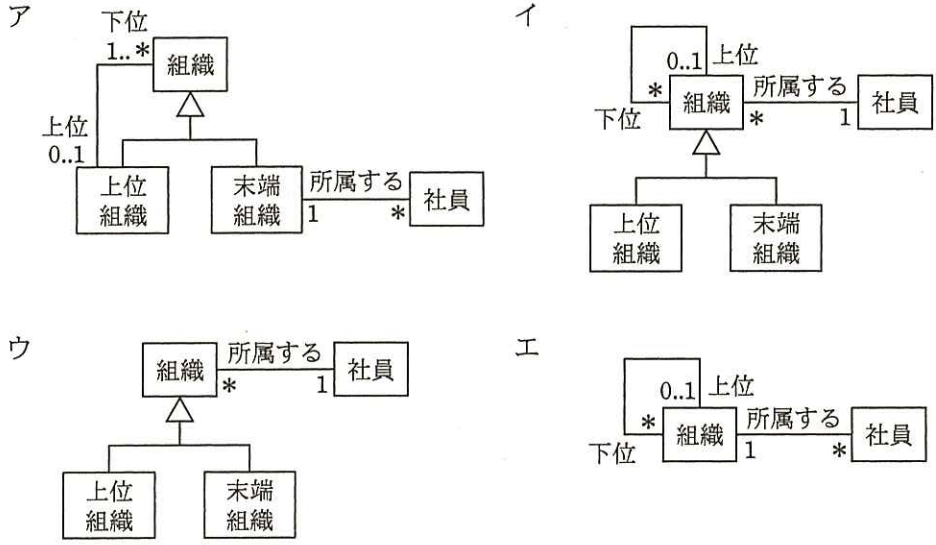 ア
下位
1..*
組織
上位
0..1
上位
組織
末端
組織
所属する
1
*
社員
イ
0..1
上位
*
下位
組織
所属する
*
1
社員
上位
組織
末端
組織
ウ
組織
所属する
*
1
社員
上位
組織
末端
組織
エ
0..1
上位
*
下位
組織
所属する
1
*
社員